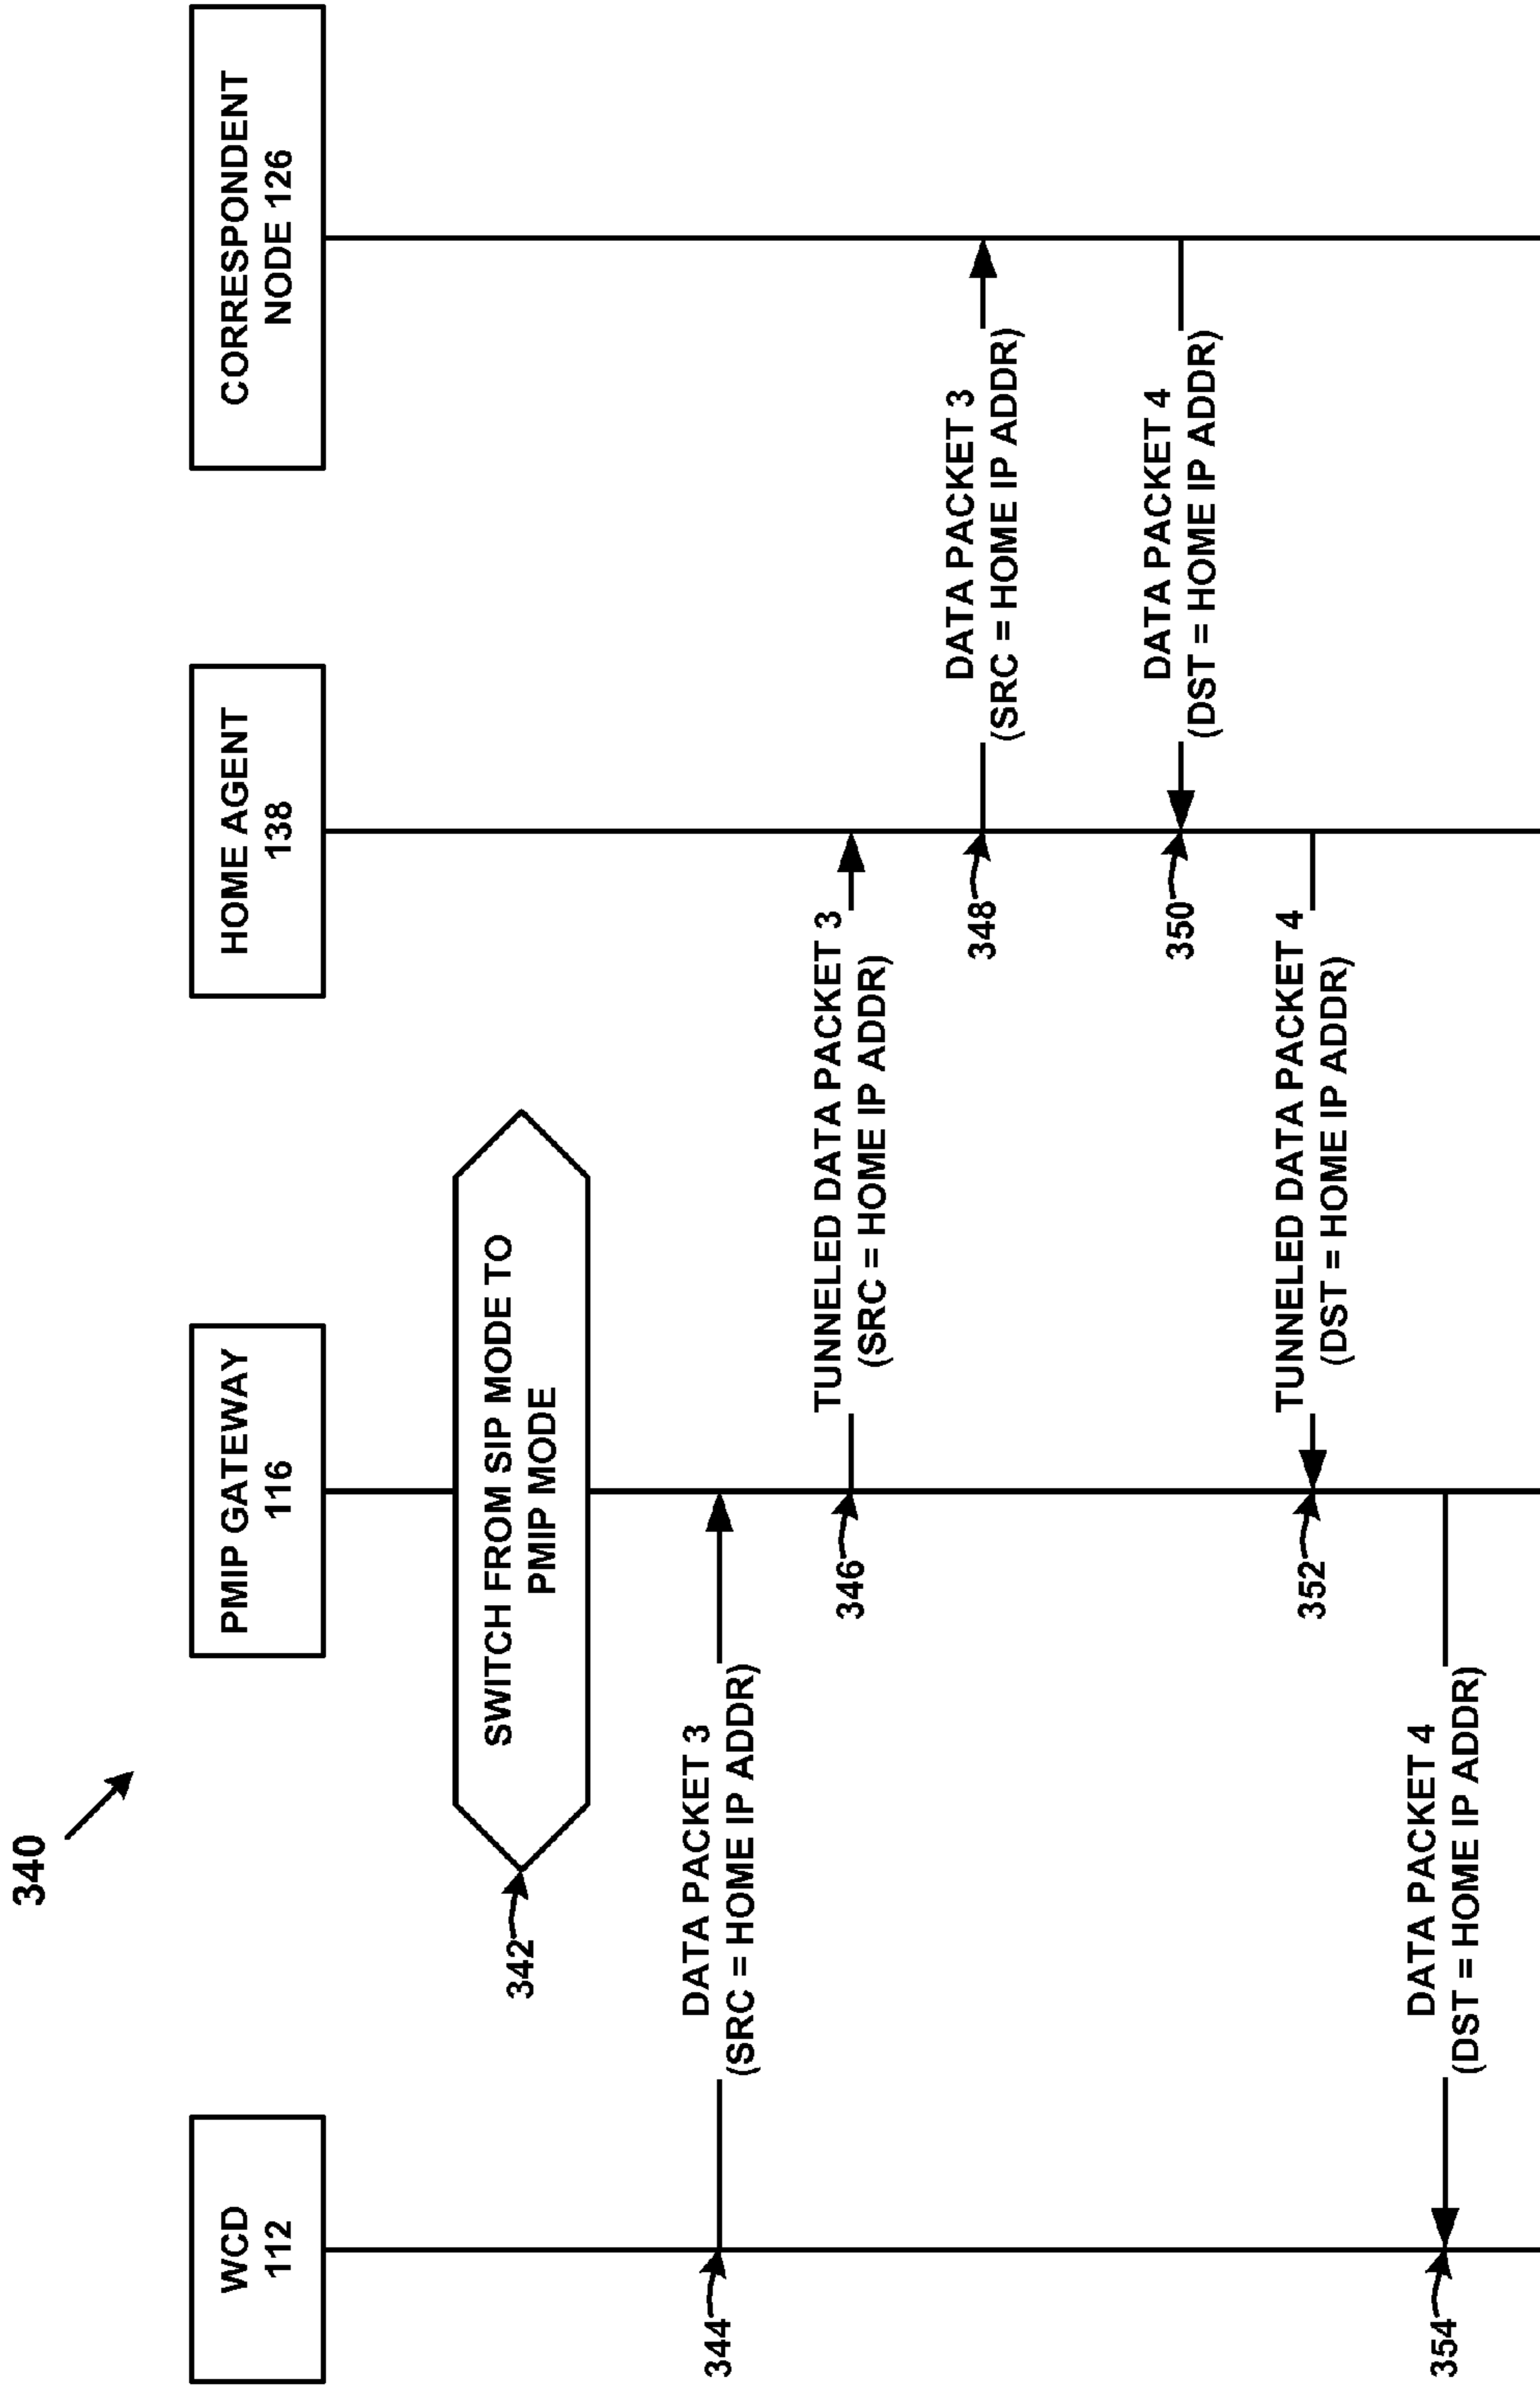 340
WCD
112
PMIP GATEWAY
116
HOME AGENT
138
CORRESPONDENT
NODE 126
342
SWITCH FROM SIP MODE TO
PMIP MODE
344
DATA PACKET 3
(SRC = HOME IP ADDR)
346
TUNNELED DATA PACKET 3
(SRC = HOME IP ADDR)
348
DATA PACKET 3
(SRC = HOME IP ADDR)
350
DATA PACKET 4
(DST = HOME IP ADDR)
352
TUNNELED DATA PACKET 4
(DST = HOME IP ADDR)
354
DATA PACKET 4
(DST = HOME IP ADDR)